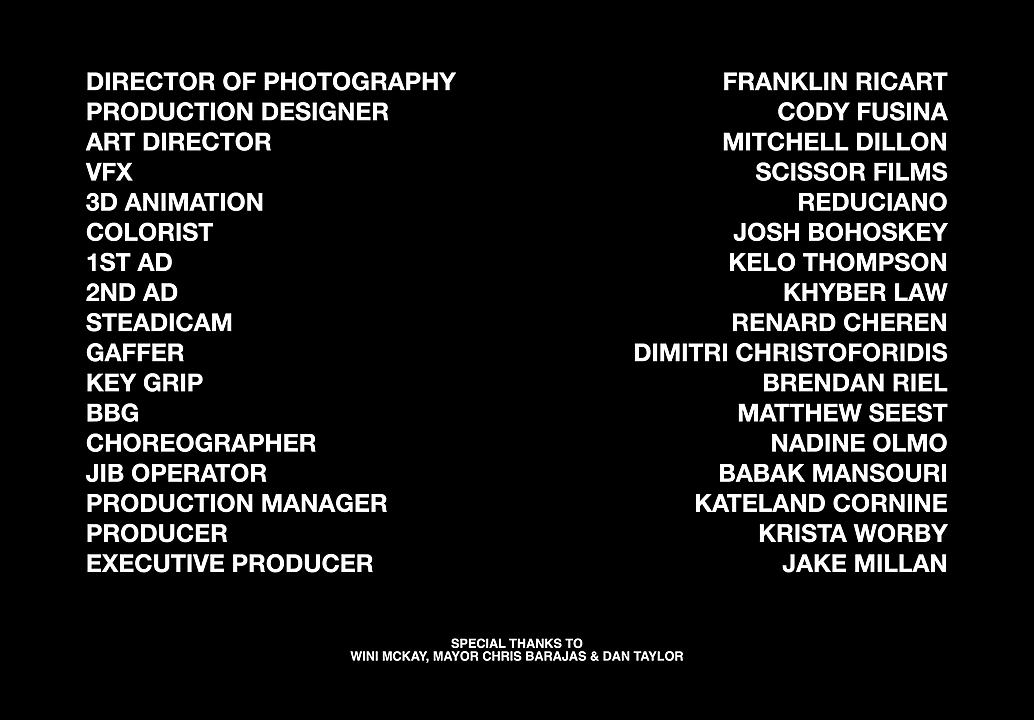 DIRECTOR OF PHOTOGRAPHY FRANKLIN RICART
PRODUCTION DESIGNER CODY FUSINA
ART DIRECTOR MITCHELL DILLON
VFX SCISSOR FILMS
3D ANIMATION REDUCIANO
COLORIST JOSH BOHOSKEY
1ST AD KELO THOMPSON
2ND AD KHYBER LAW
STEADICAM RENARD CHEREN
GAFFER DIMITRI CHRISTOFORIDIS
KEY GRIP BRENDAN RIEL
BBG MATTHEW SEEST
CHOREOGRAPHER NADINE OLMO
JIB OPERATOR BABAK MANSOURI
PRODUCTION MANAGER KATELAND CORNINE
PRODUCER KRISTA WORBY
EXECUTIVE PRODUCER JAKE MILLAN
SPECIAL THANKS TO
WINI MCKAY, MAYOR CHRIS BARAJAS & DAN TAYLOR